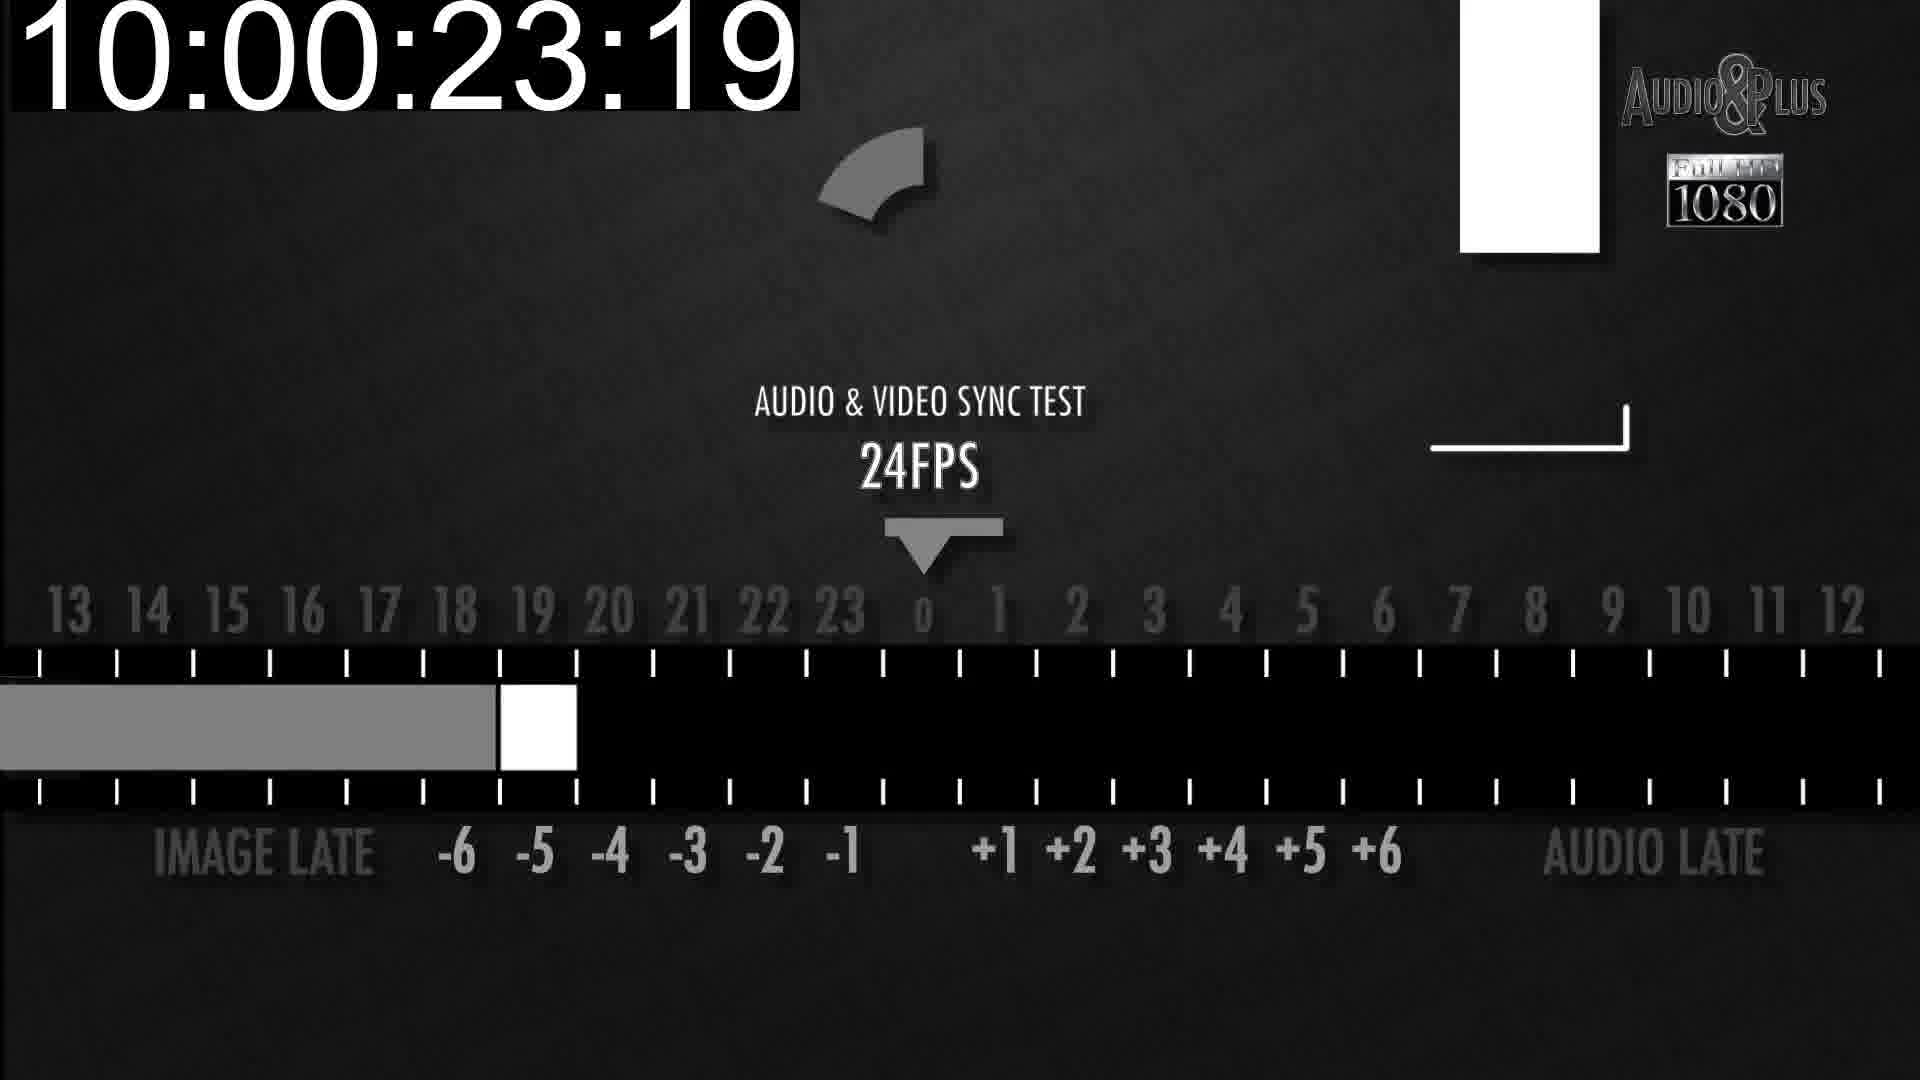 10:00:23:19
AUDIO&PLUS
Full HD
1080
AUDIO & VIDEO SYNC TEST
24FPS
13 14 15 16 17 18 19 20 21 22 23 0 1 2 3 4 5 6 7 8 9 10 11 12
IMAGE LATE -6 -5 -4 -3 -2 -1 +1 +2 +3 +4 +5 +6 AUDIO LATE